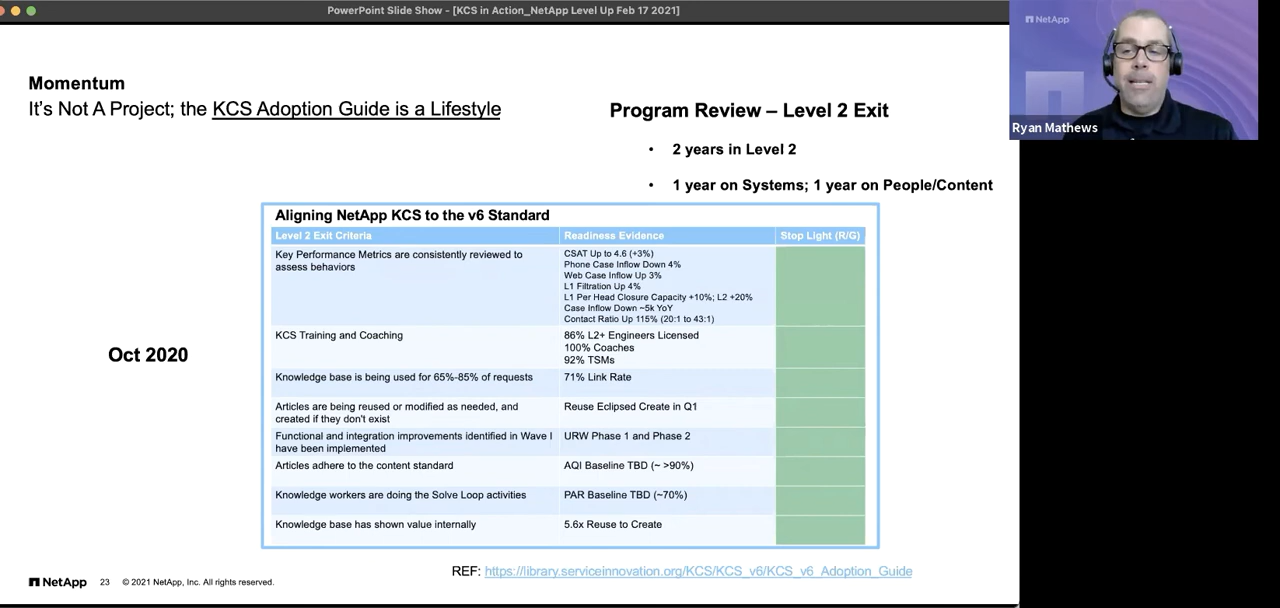 PowerPoint Slide Show - [KCS in Action_NetApp Level Up Feb 17 2021]
NetApp
Ryan Mathews
Momentum
It's Not A Project; the KCS Adoption Guide is a Lifestyle
Program Review – Level 2 Exit
• 2 years in Level 2
• 1 year on Systems; 1 year on People/Content
Oct 2020
Aligning NetApp KCS to the v6 Standard
Level 2 Exit Criteria Readiness Evidence Stop Light (R/G)
Key Performance Metrics are consistently reviewed to
assess behaviors
CSAT Up to 4.6 (+3%)
Phone Case Inflow Down 4%
Web Case Inflow Up 3%
L1 Filtration Up 4%
L1 Per Head Closure Capacity +10%; L2 +20%
Case Inflow Down ~5k YoY
Contact Ratio Up 115% (20:1 to 43:1)
KCS Training and Coaching
86% L2+ Engineers Licensed
100% Coaches
92% TSMs
Knowledge base is being used for 65%-85% of requests
71% Link Rate
Articles are being reused or modified as needed, and
created if they don't exist
Reuse Eclipsed Create in Q1
Functional and integration improvements identified in Wave I
have been implemented
URW Phase 1 and Phase 2
Articles adhere to the content standard
AQI Baseline TBD (~ >90%)
Knowledge workers are doing the Solve Loop activities
PAR Baseline TBD (~70%)
Knowledge base has shown value internally
5.6x Reuse to Create
REF: https://library.serviceinnovation.org/KCS/KCS_v6/KCS_v6_Adoption_Guide
NetApp 23 © 2021 NetApp, Inc. All rights reserved.